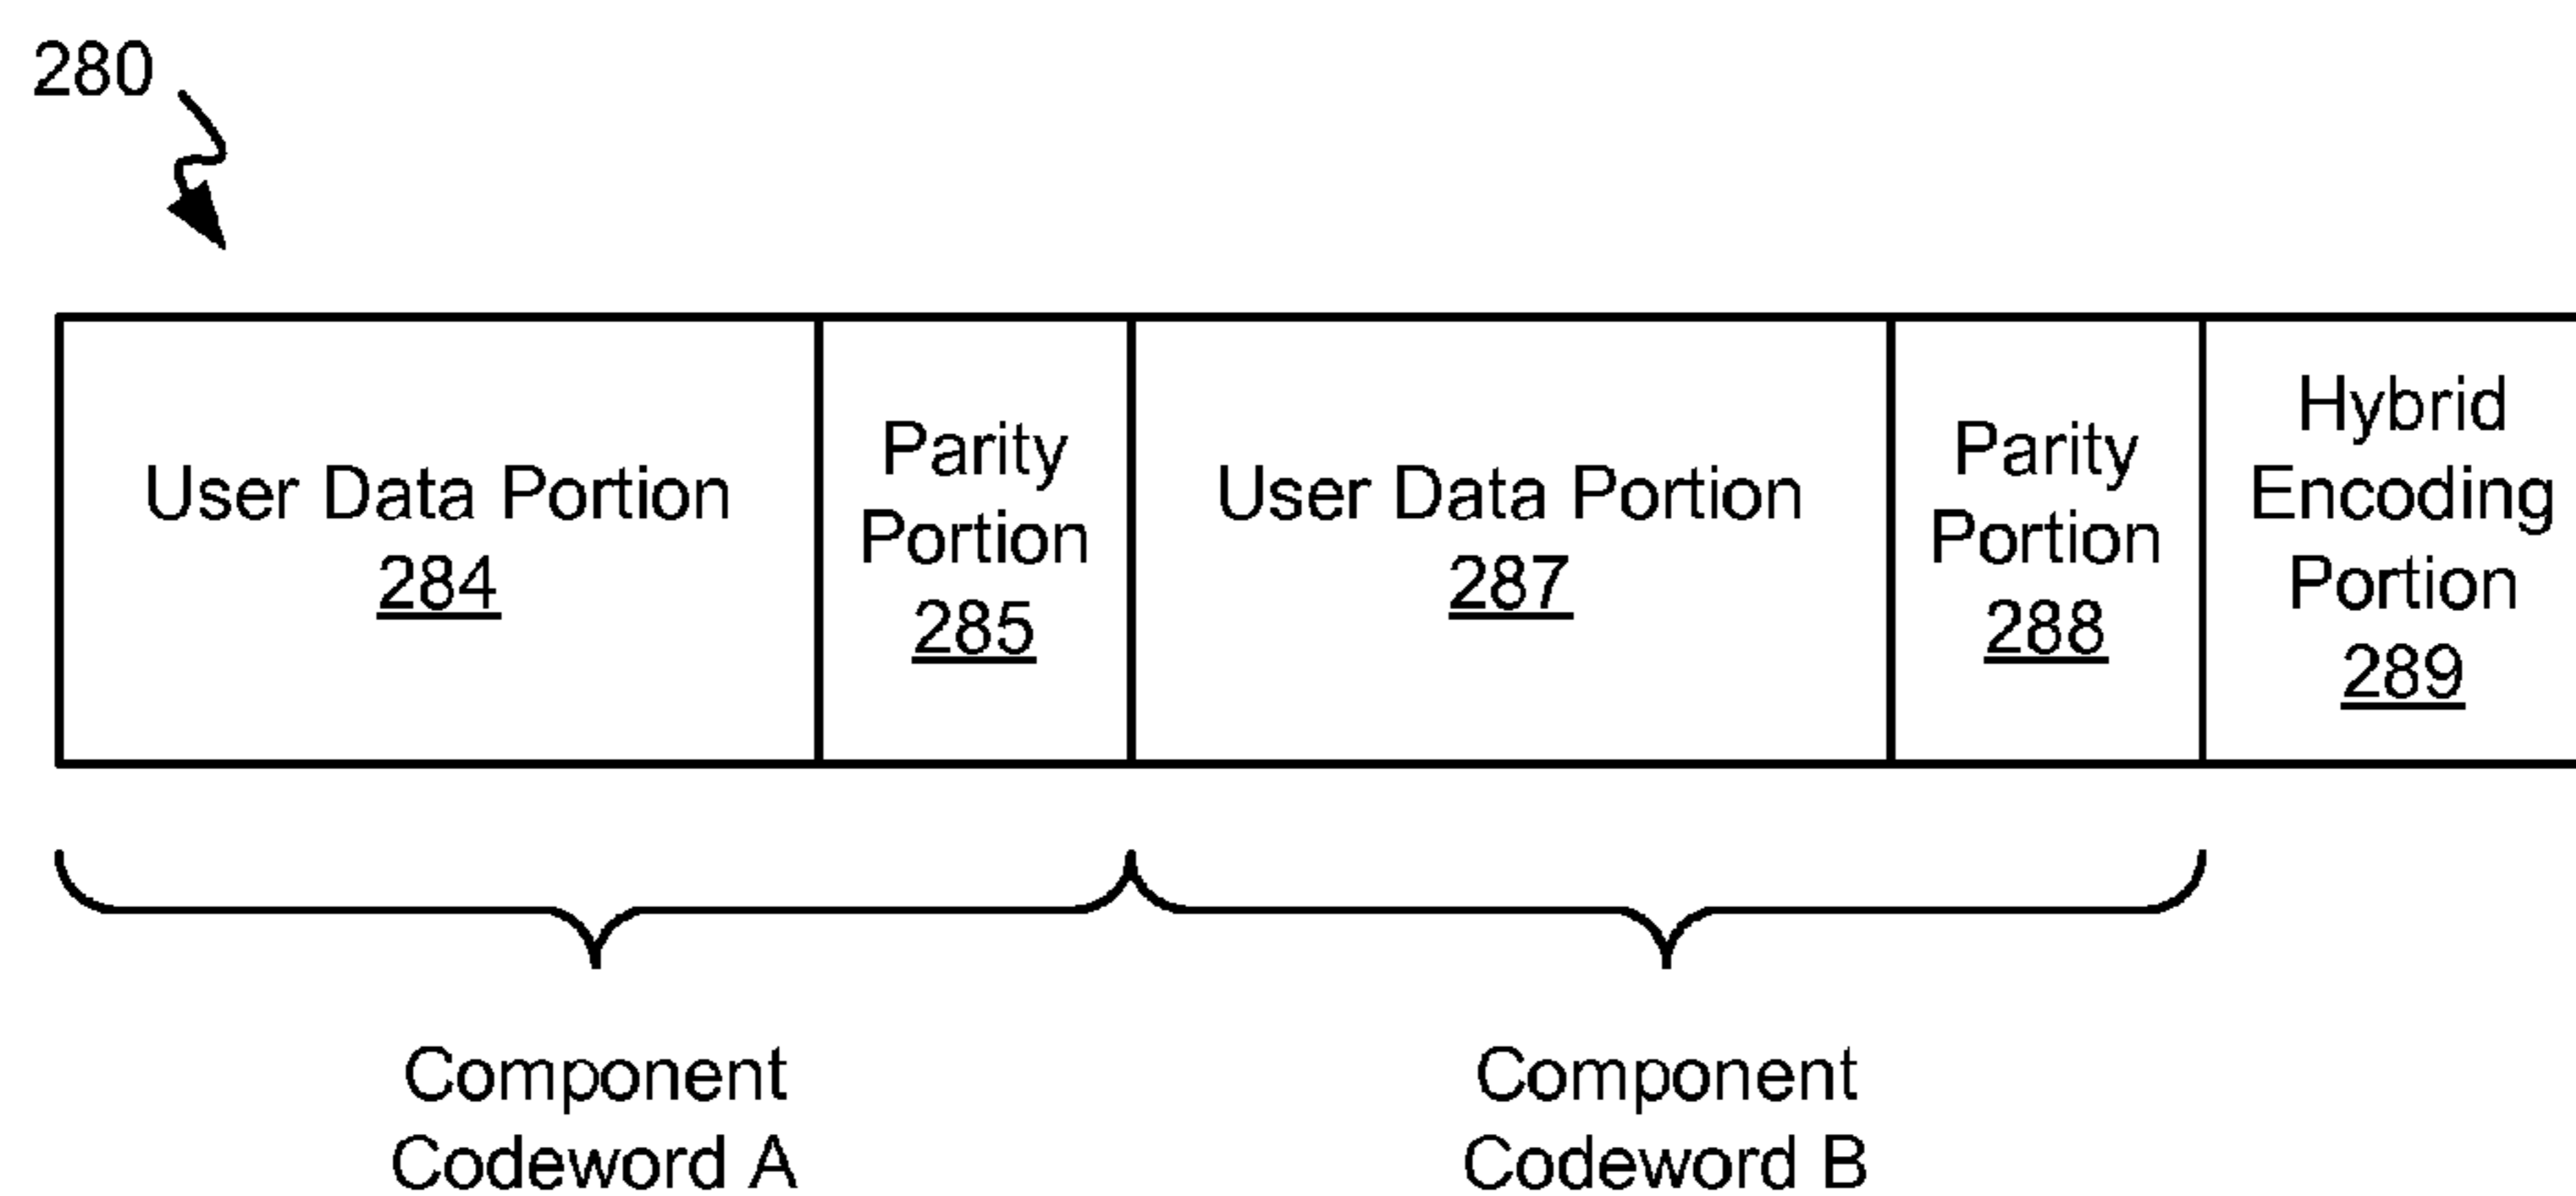 280
User Data Portion
284
Parity
Portion
285
User Data Portion
287
Parity
Portion
288
Hybrid
Encoding
Portion
289
Component
Codeword A
Component
Codeword B